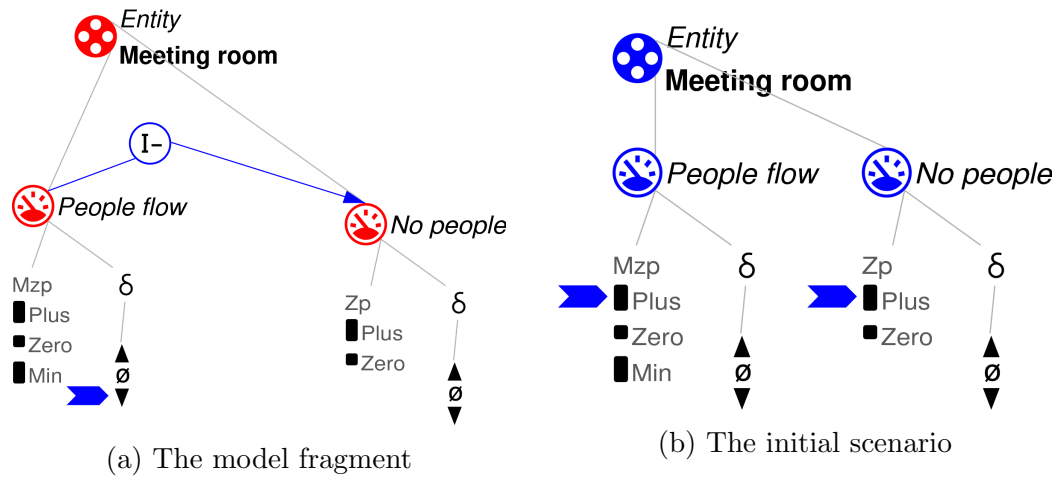 Entity
Meeting room
I-
People flow
No people
Mzp
δ
Plus
Zero
Min
ø
Zp
δ
Plus
Zero
ø
(a) The model fragment
Entity
Meeting room
People flow
No people
Mzp
δ
Plus
Zero
Min
ø
Zp
δ
Plus
Zero
ø
(b) The initial scenario